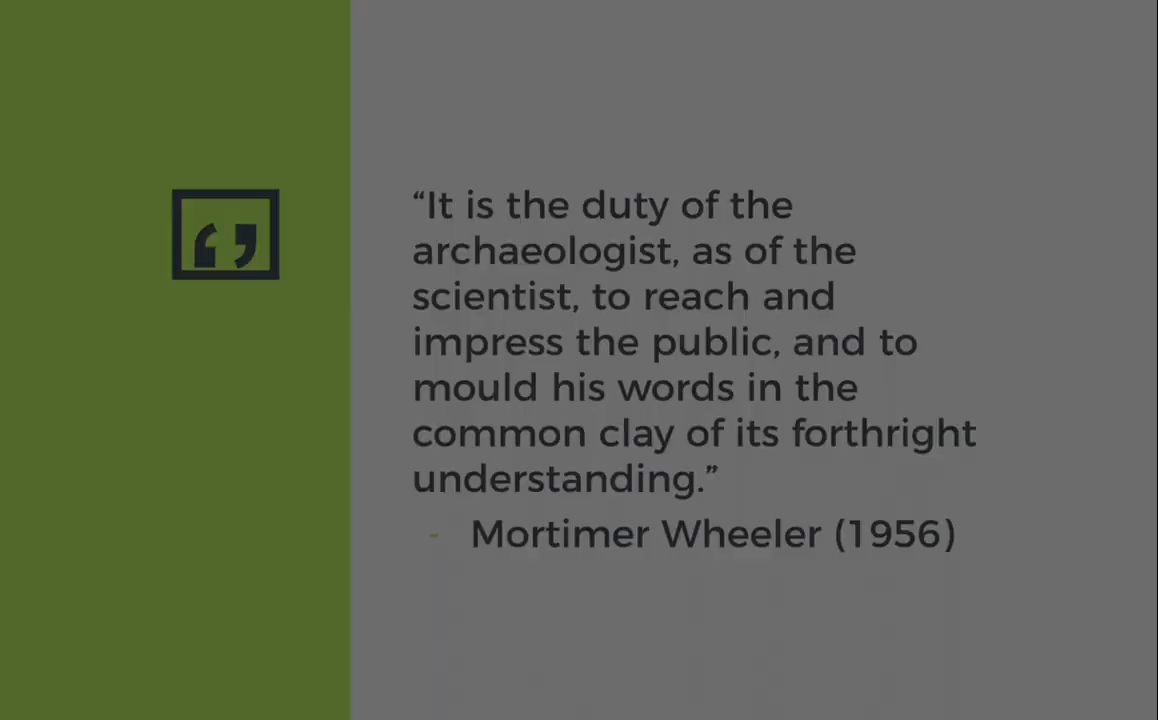 “It is the duty of the
archaeologist, as of the
scientist, to reach and
impress the public, and to
mould his words in the
common clay of its forthright
understanding.”
- Mortimer Wheeler (1956)